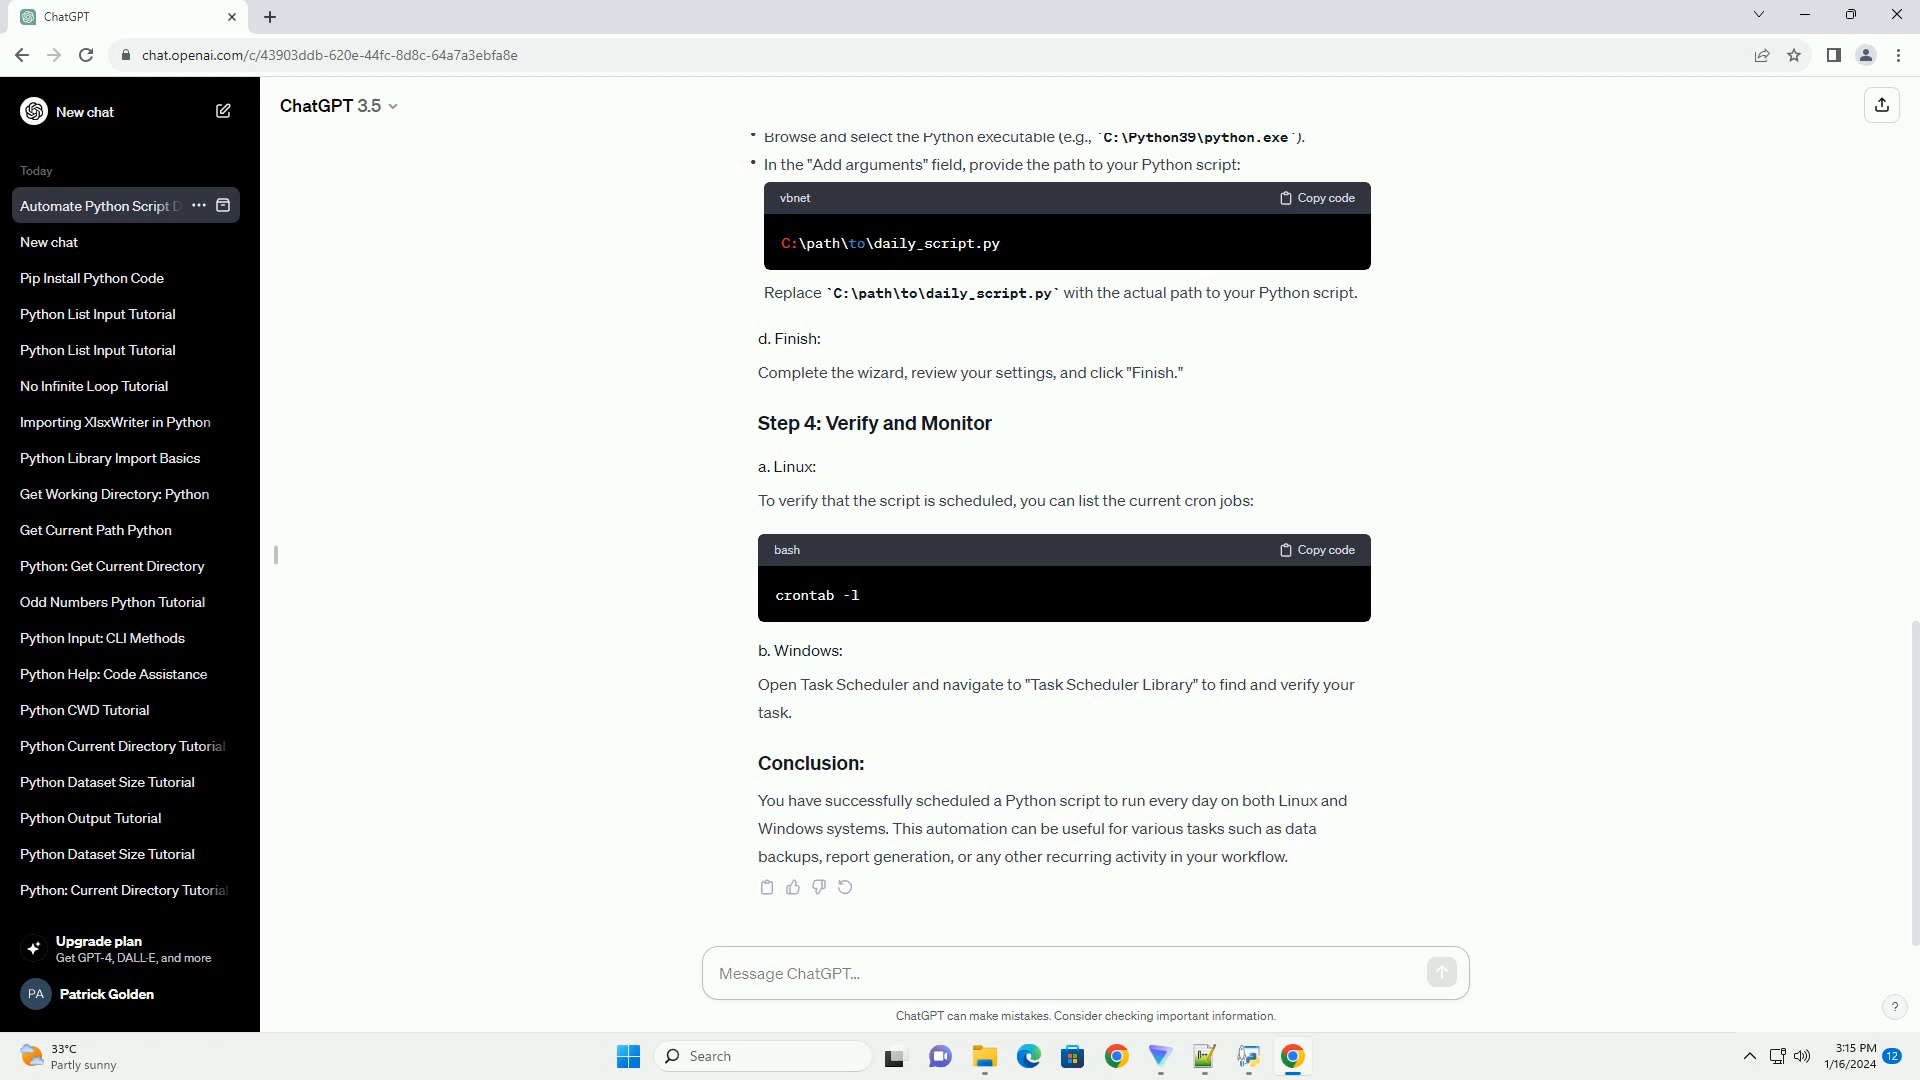 ChatGPT
chat.openai.com/c/43903ddb-620e-44fc-8d8c-64a7a3ebfa8e
New chat
ChatGPT 3.5
Today
Automate Python Script D
New chat
Pip Install Python Code
Python List Input Tutorial
Python List Input Tutorial
No Infinite Loop Tutorial
Importing XlsxWriter in Python
Python Library Import Basics
Get Working Directory: Python
Get Current Path Python
Python: Get Current Directory
Odd Numbers Python Tutorial
Python Input: CLI Methods
Python Help: Code Assistance
Python CWD Tutorial
Python Current Directory Tutorial
Python Dataset Size Tutorial
Python Output Tutorial
Python Dataset Size Tutorial
Python: Current Directory Tutorial
Upgrade plan
Get GPT-4, DALL·E, and more
PA Patrick Golden
• Browse and select the Python executable (e.g., `C:\Python39\python.exe`).
• In the "Add arguments" field, provide the path to your Python script:
vbnet Copy code
C:\path\to\daily_script.py
Replace `C:\path\to\daily_script.py` with the actual path to your Python script.
d. Finish:
Complete the wizard, review your settings, and click "Finish."
Step 4: Verify and Monitor
a. Linux:
To verify that the script is scheduled, you can list the current cron jobs:
bash Copy code
crontab -l
b. Windows:
Open Task Scheduler and navigate to "Task Scheduler Library" to find and verify your
task.
Conclusion:
You have successfully scheduled a Python script to run every day on both Linux and
Windows systems. This automation can be useful for various tasks such as data
backups, report generation, or any other recurring activity in your workflow.
Message ChatGPT...
ChatGPT can make mistakes. Consider checking important information.
?
33°C
Partly sunny
Search
3:15 PM
1/16/2024
12